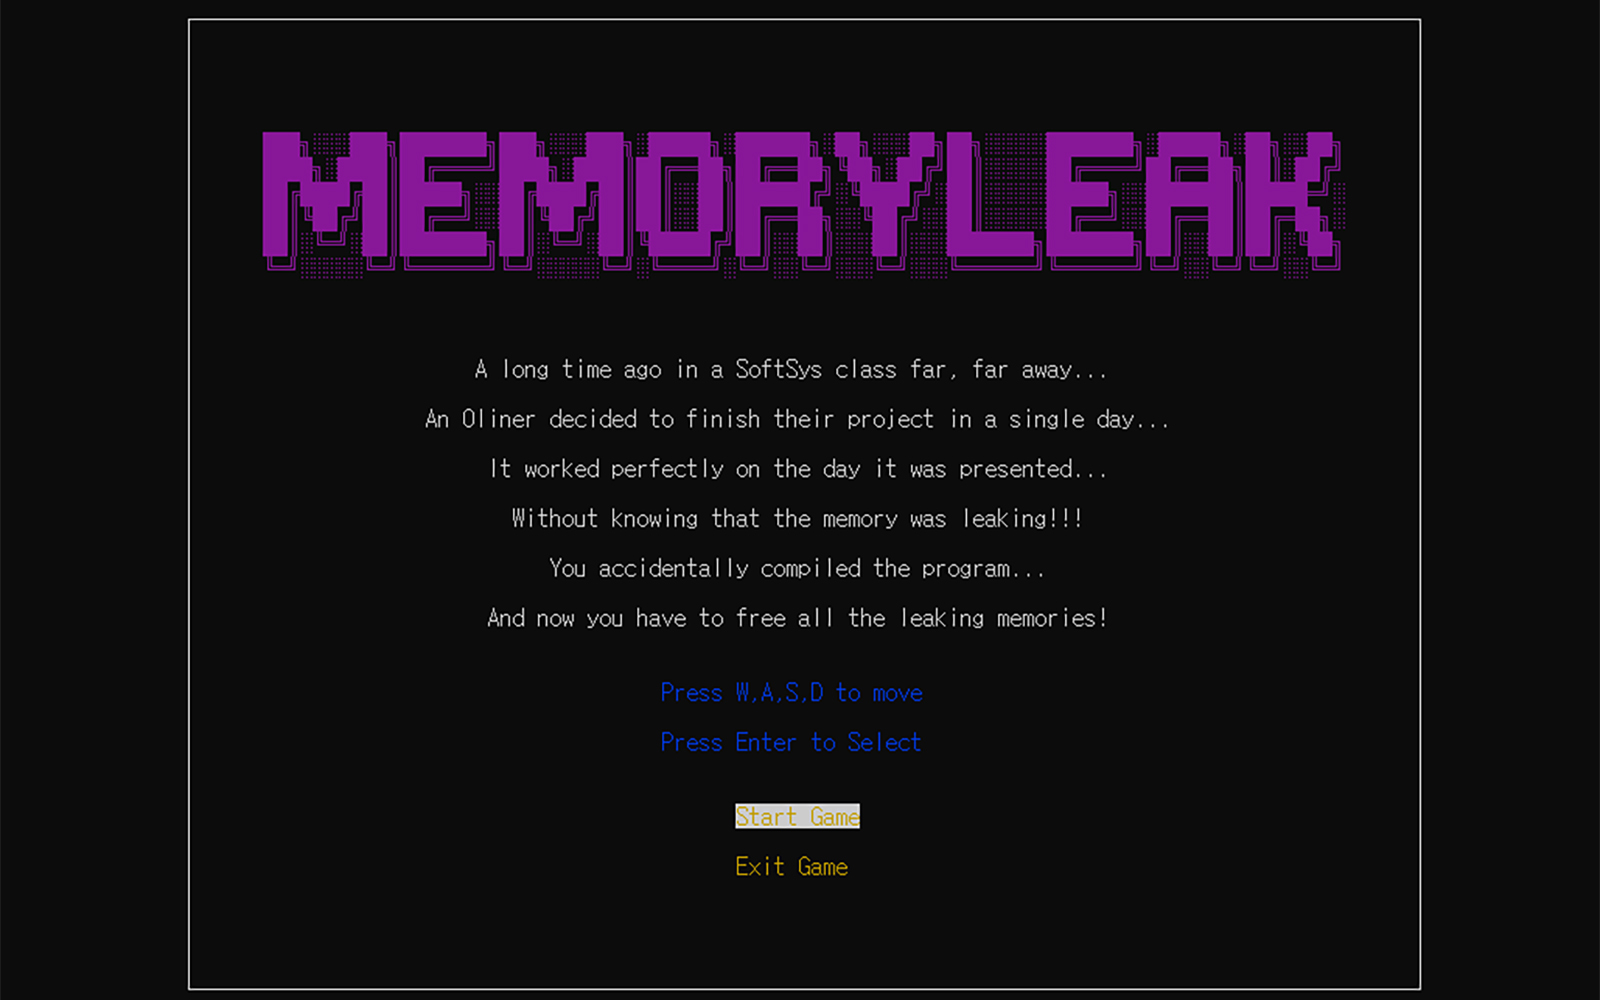 MEMORYLEAK
A long time ago in a SoftSys class far, far away...
An Oliner decided to finish their project in a single day...
It worked perfectly on the day it was presented...
Without knowing that the memory was leaking!!!
You accidentally compiled the program...
And now you have to free all the leaking memories!
Press W,A,S,D to move
Press Enter to Select
Start Game
Exit Game